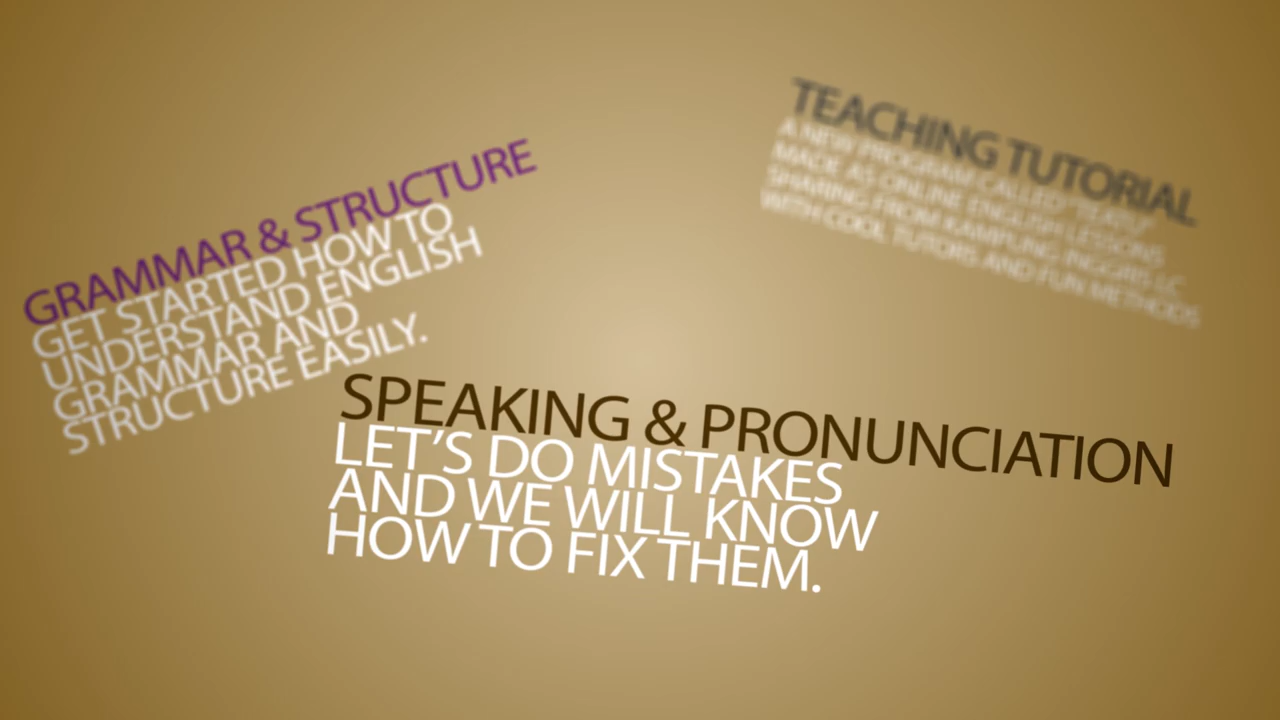 GRAMMAR & STRUCTURE
GET STARTED HOW TO
UNDERSTAND ENGLISH
GRAMMAR AND
STRUCTURE EASILY.
TEACHING TUTORIAL
A NEW PROGRAM CALLED
MADE AS ONLINE ENGLISH LESSONS
SHARING FROM KAMPUNG INGGRIS LC
WITH COOL TUTORS AND FUN METHODS
SPEAKING & PRONUNCIATION
LET'S DO MISTAKES
AND WE WILL KNOW
HOW TO FIX THEM.